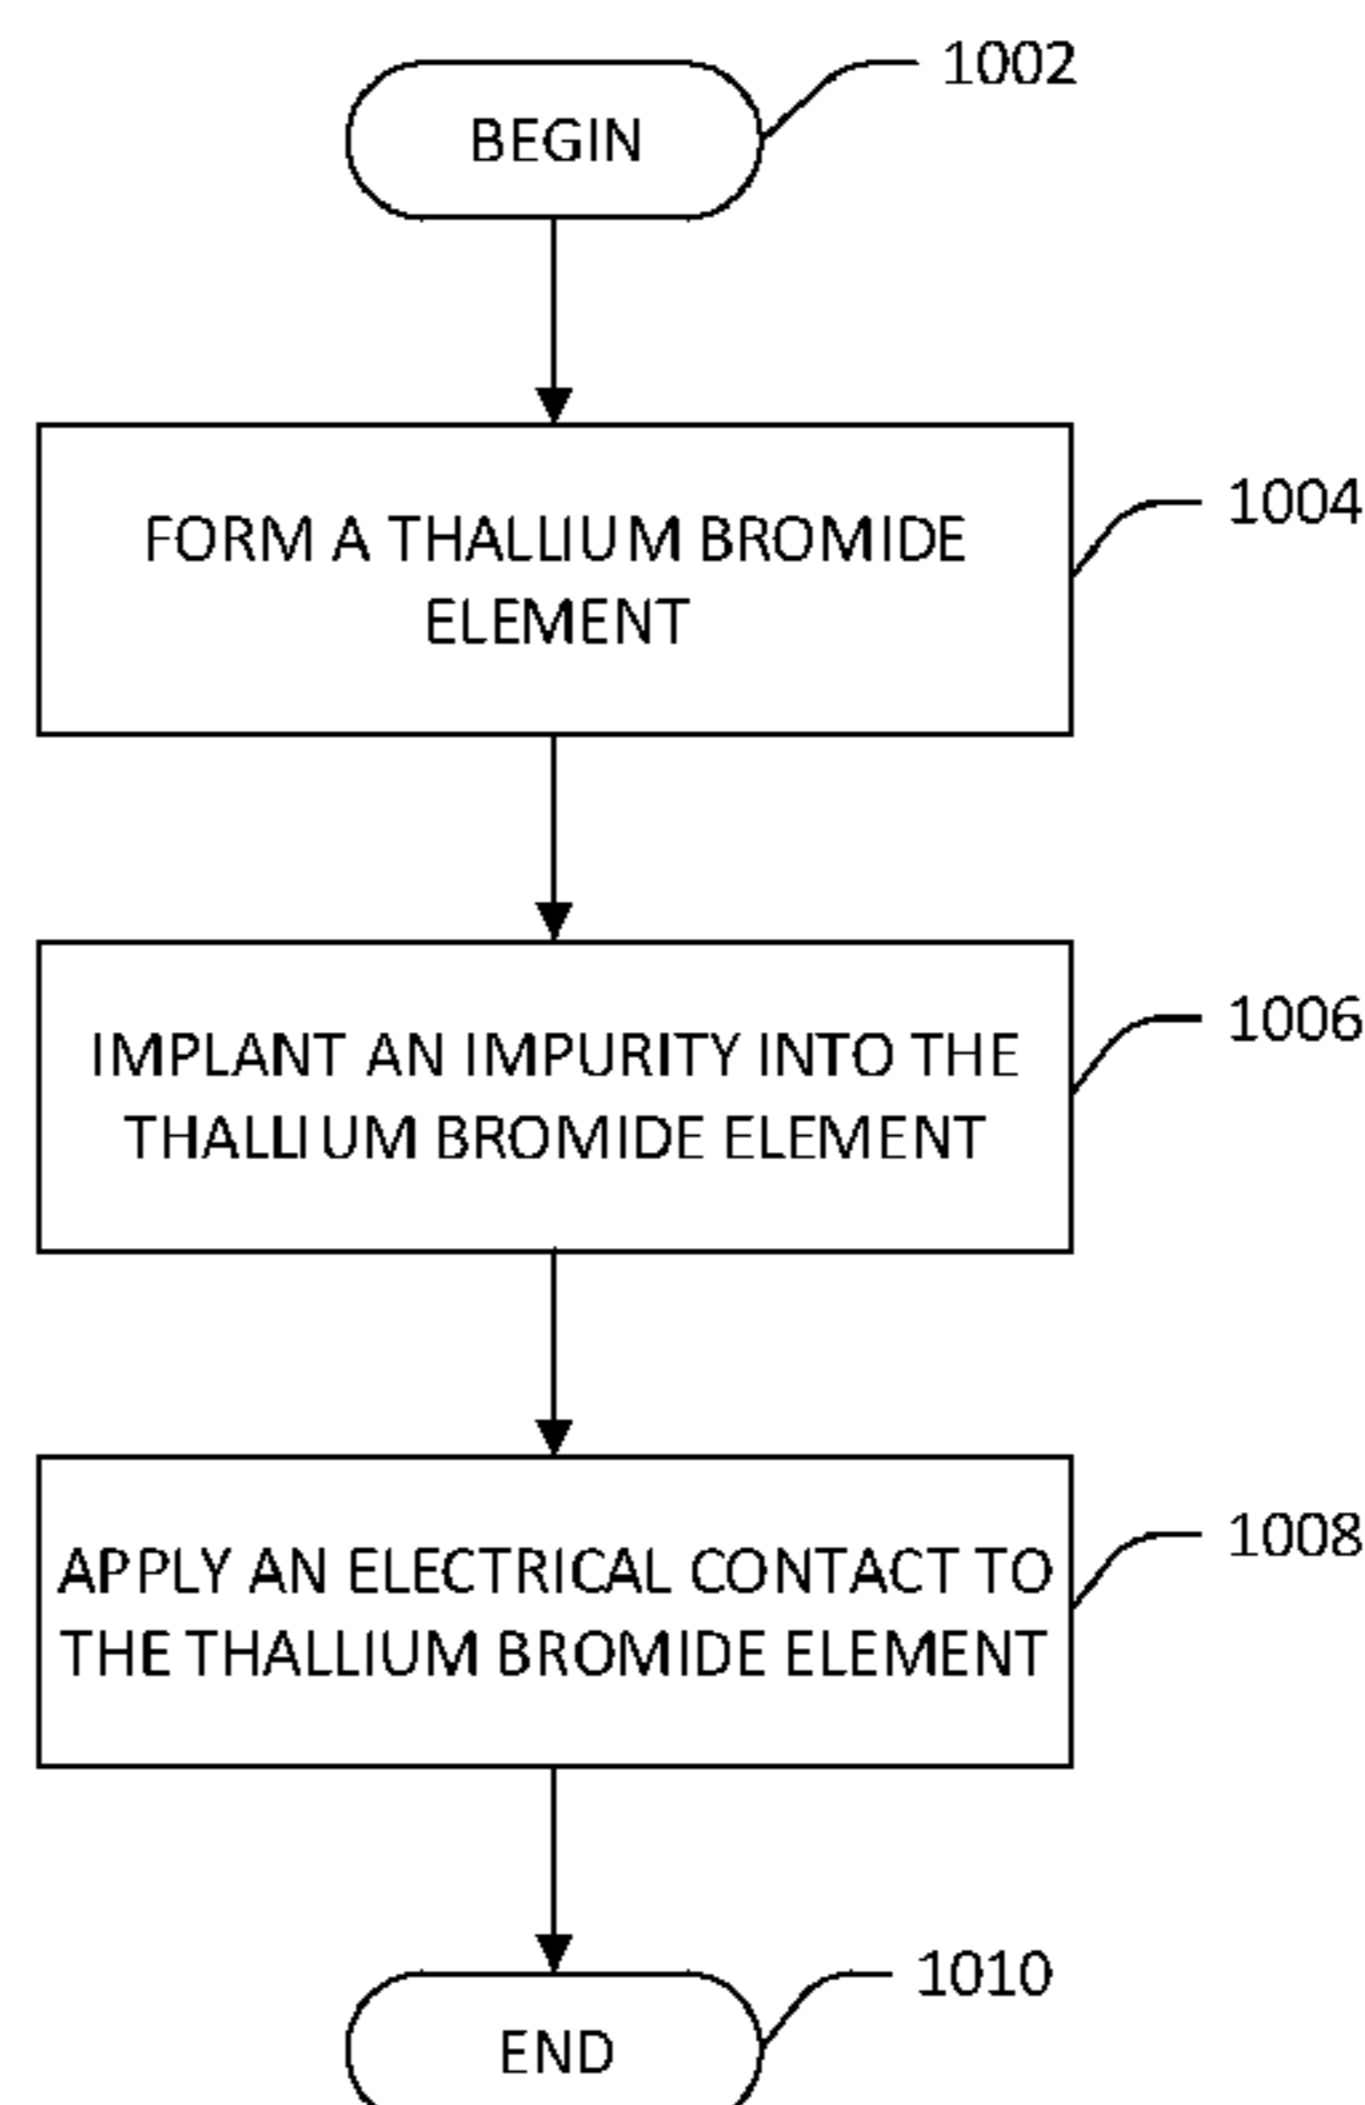 1002
BEGIN
1004
FORM A THALLIUM BROMIDE
ELEMENT
1006
IMPLANT AN IMPURITY INTO THE
THALLIUM BROMIDE ELEMENT
1008
APPLY AN ELECTRICAL CONTACT TO
THE THALLIUM BROMIDE ELEMENT
1010
END